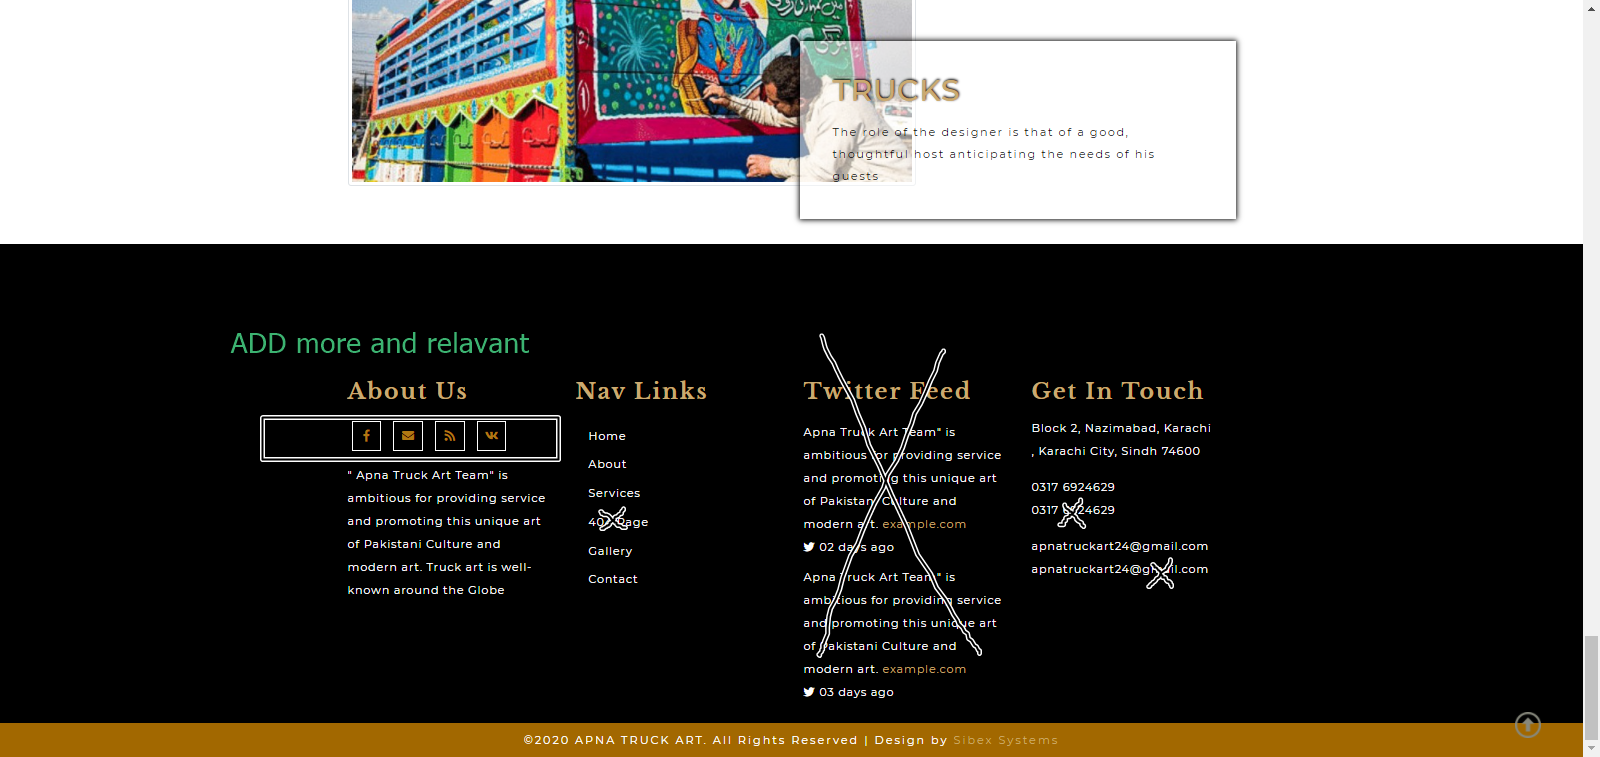 TRUCKS
The role of the designer is that of a good,
thoughtful host anticipating the needs of his
guests
ADD more and relavant
About Us
" Apna Truck Art Team" is
ambitious for providing service
and promoting this unique art
of Pakistani Culture and
modern art. Truck art is well-
known around the Globe
Nav Links
Home
About
Services
404 Page
Gallery
Contact
Twitter Feed
Apna Truck Art Team" is
ambitious for providing service
and promoting this unique art
of Pakistani Culture and
modern art. example.com
02 days ago
Apna Truck Art Team" is
ambitious for providing service
and promoting this unique art
of Pakistani Culture and
modern art. example.com
03 days ago
Get In Touch
Block 2, Nazimabad, Karachi
, Karachi City, Sindh 74600
0317 6924629
0317 6924629
apnatruckart24@gmail.com
apnatruckart24@gmail.com
©2020 APNA TRUCK ART. All Rights Reserved | Design by Sibex Systems